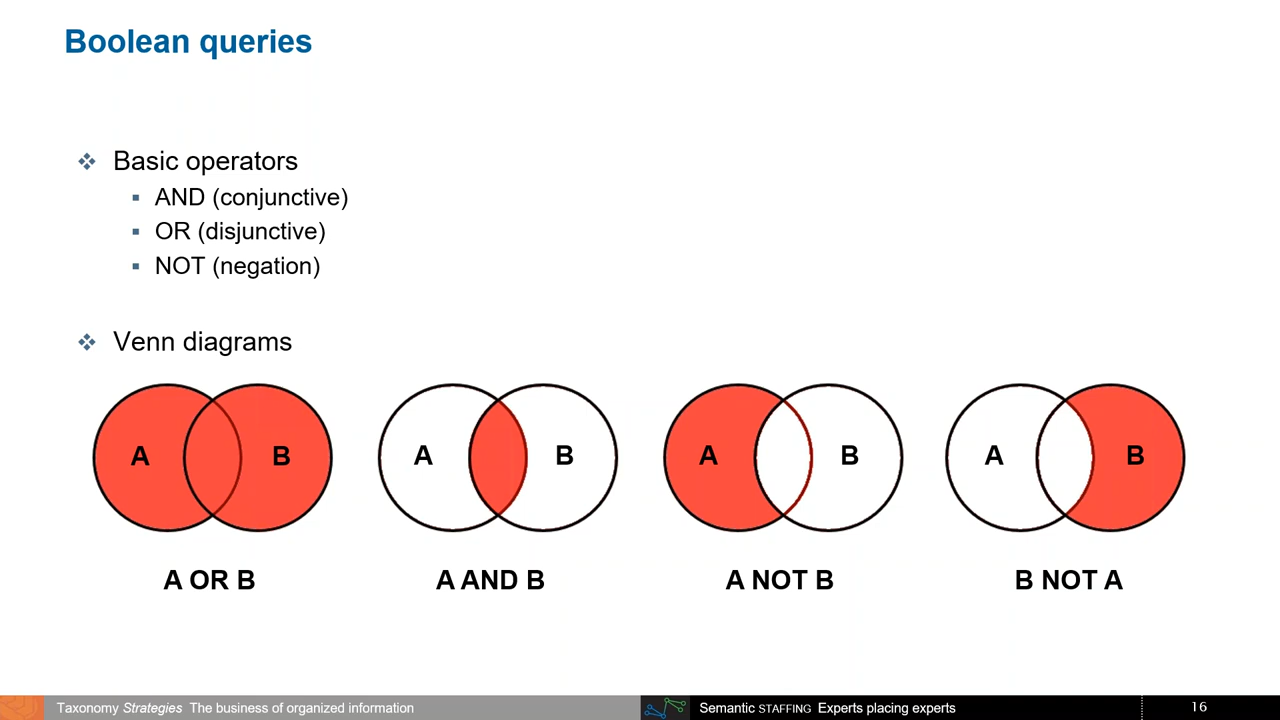 Boolean queries
Basic operators
AND (conjunctive)
OR (disjunctive)
NOT (negation)
Venn diagrams
A B
A B
A B
A B
A OR B
A AND B
A NOT B
B NOT A
Taxonomy Strategies The business of organized information
Semantic STAFFING Experts placing experts
16